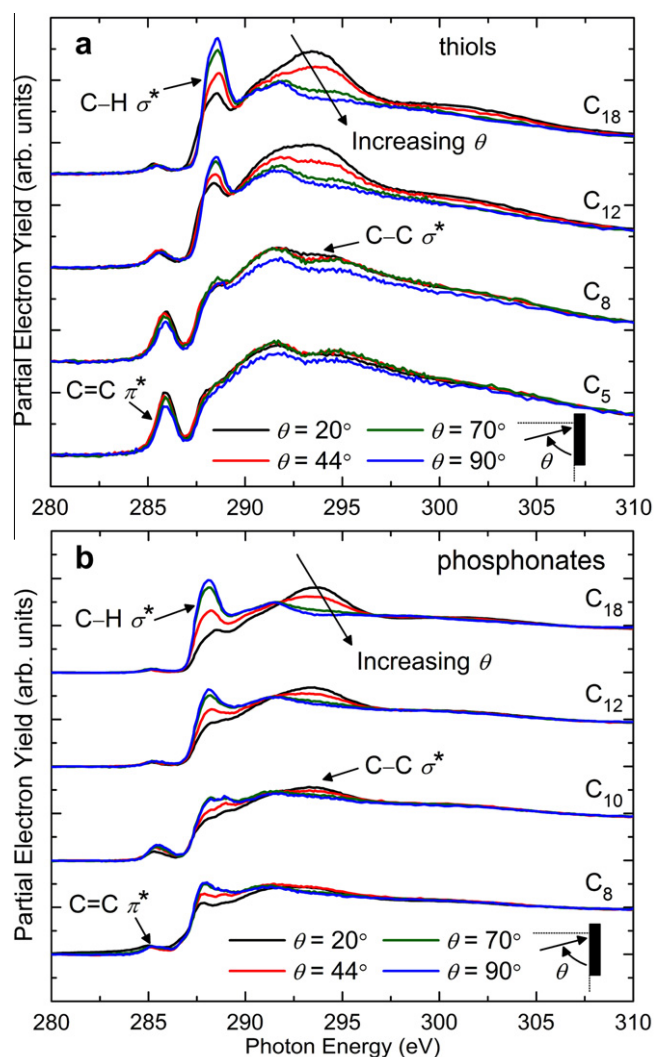 a
thiols
C–H σ*
C18
Increasing θ
C12
C–C σ*
C8
C=C π*
C5
θ = 20° θ = 70°
θ = 44° θ = 90°
θ
280 285 290 295 300 305 310
Partial Electron Yield (arb. units)
b
phosphonates
C–H σ*
C18
Increasing θ
C12
C–C σ*
C10
C=C π*
C8
θ = 20° θ = 70°
θ = 44° θ = 90°
θ
280 285 290 295 300 305 310
Photon Energy (eV)
Partial Electron Yield (arb. units)